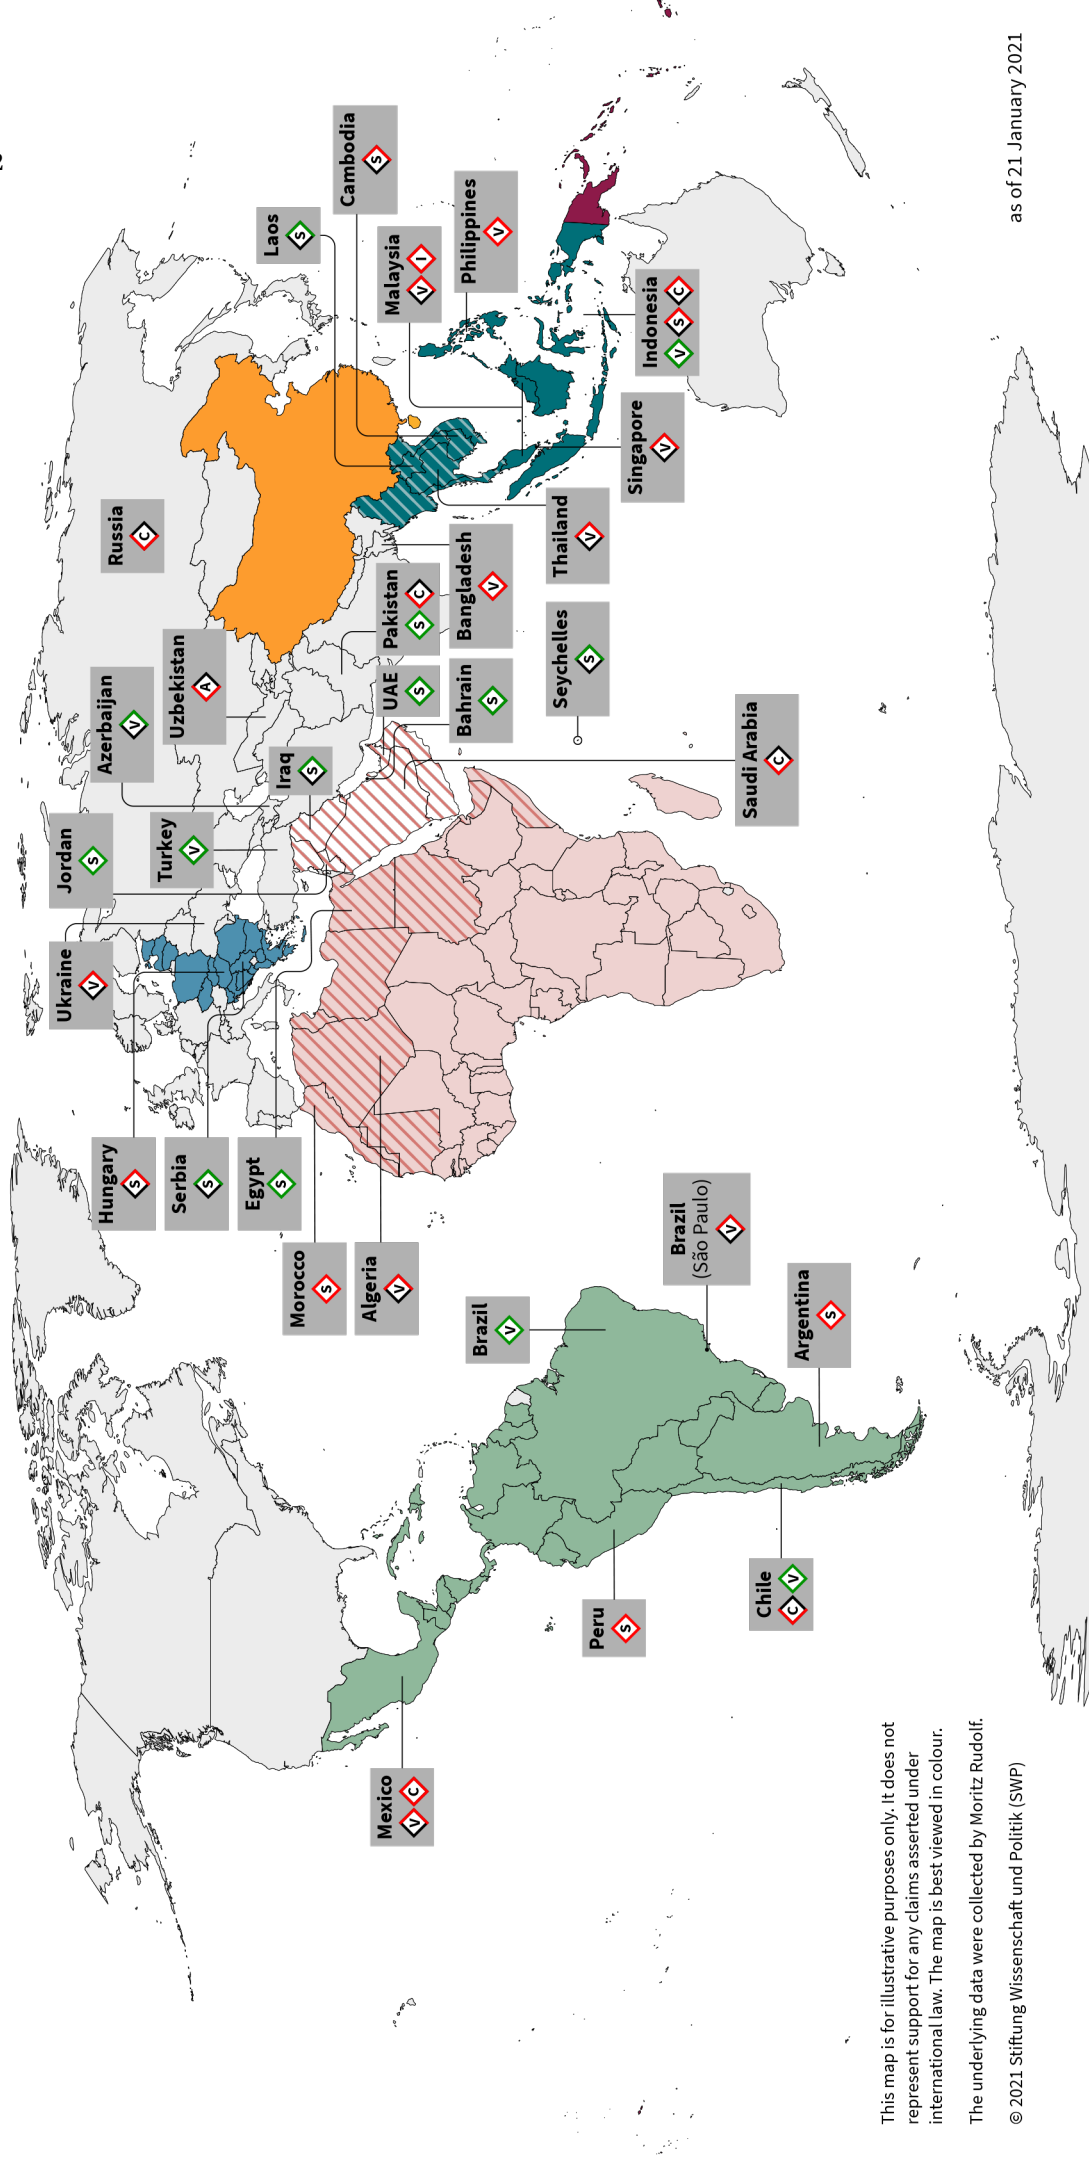 Jordan
S
Ukraine
V
Azerbaijan
V
Russia
C
Hungary
S
Turkey
V
Uzbekistan
A
Serbia
S
Egypt
S
Iraq
S
Laos
S
Cambodia
S
Morocco
S
Algeria
V
UAE
S
Pakistan
S C
Malaysia
V I
Mexico
V C
Brazil
V
Bahrain
S
Bangladesh
V
Philippines
V
Seychelles
S
Thailand
V
Peru
S
Brazil
(São Paulo)
V
Singapore
V
Indonesia
V S C
Chile
C V
Argentina
S
Saudi Arabia
C
This map is for illustrative purposes only. It does not
represent support for any claims asserted under
international law. The map is best viewed in colour.
The underlying data were collected by Moritz Rudolf.
© 2021 Stiftung Wissenschaft und Politik (SWP)
as of 21 January 2021